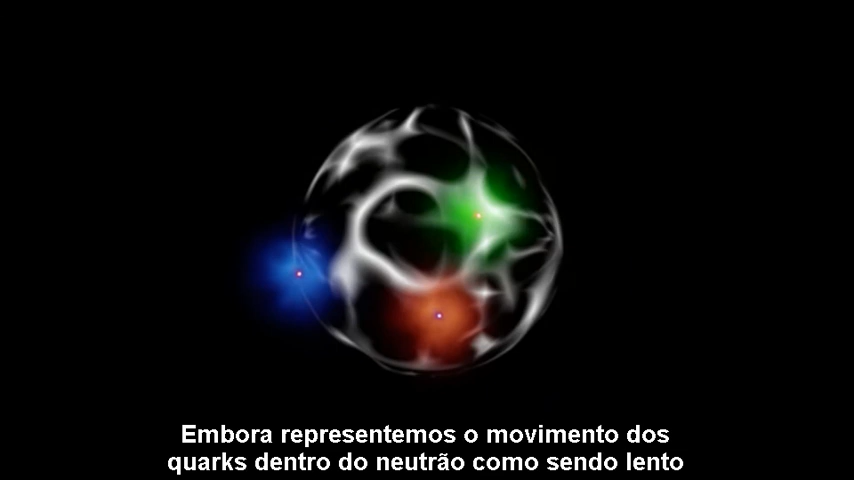 Embora representemos o movimento dos
quarks dentro do neutrão como sendo lento